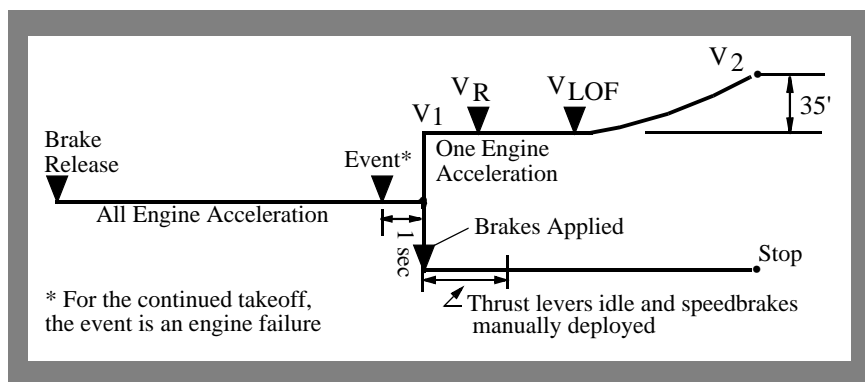 V2
VR
VLOF
35'
V1
Brake
Release
Event*
One Engine
Acceleration
All Engine Acceleration
1 sec
Brakes Applied
Stop
* For the continued takeoff,
the event is an engine failure
Thrust levers idle and speedbrakes
manually deployed